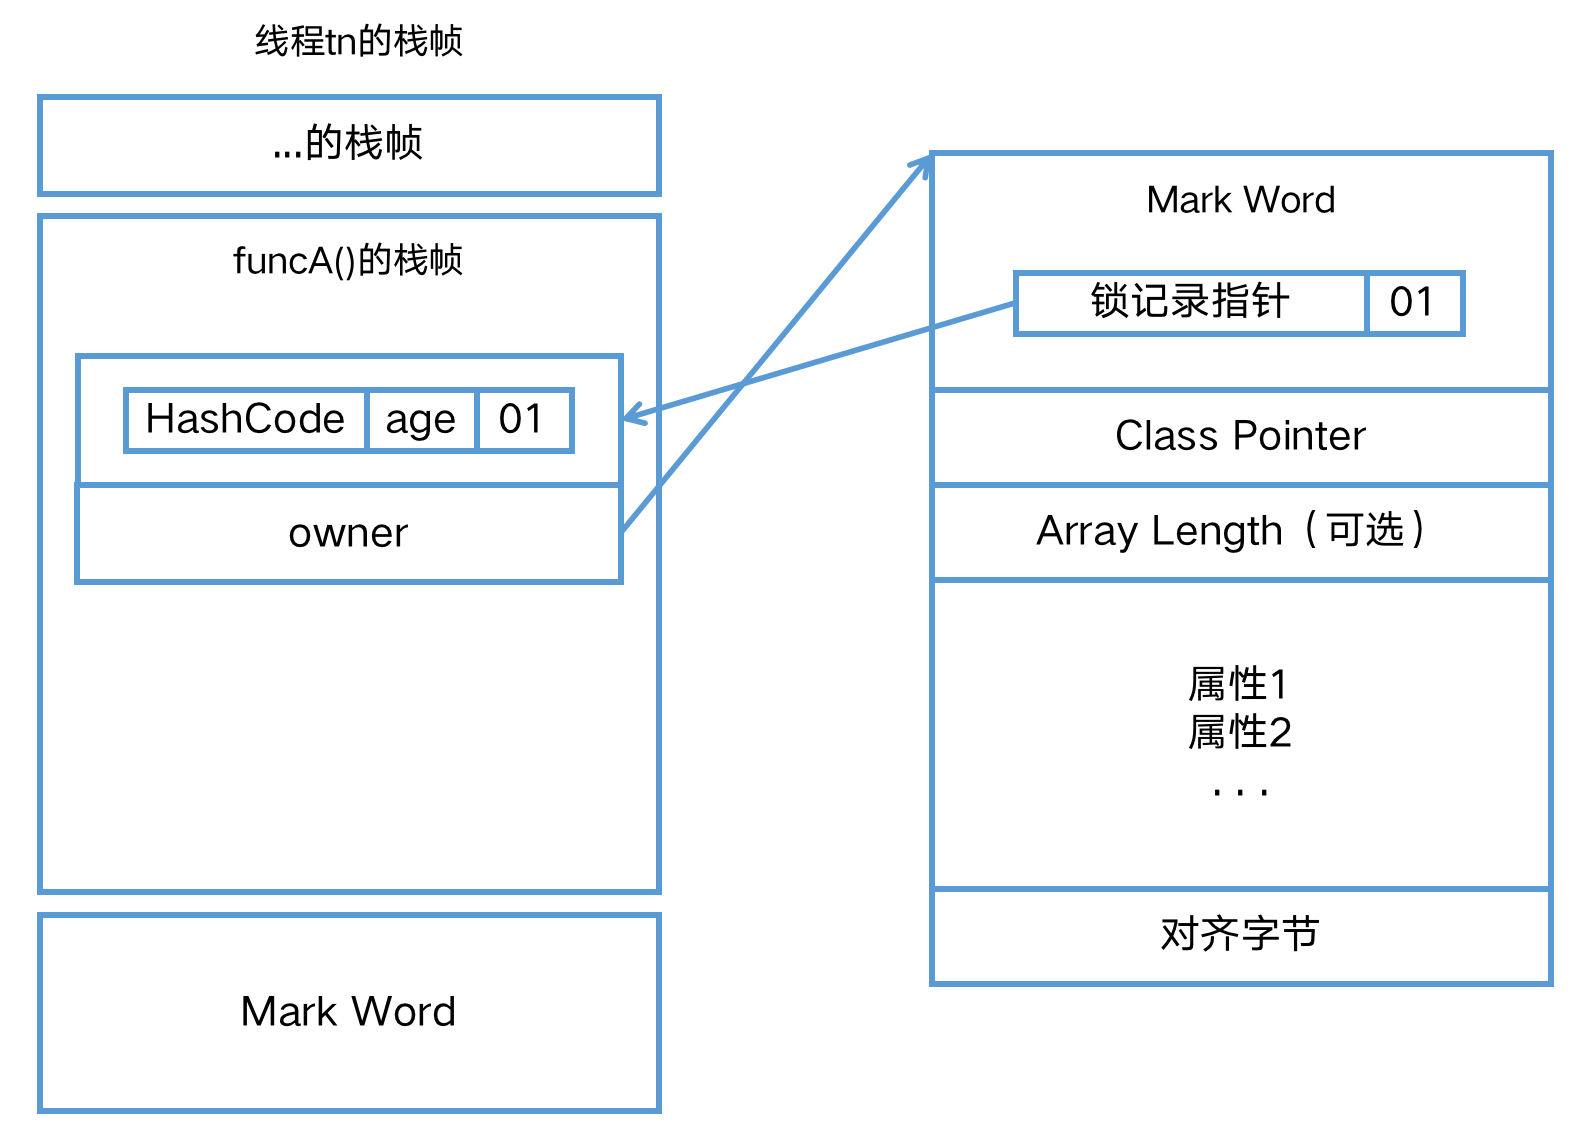 线程tn的栈帧
...的栈帧
funcA()的栈帧
HashCode age 01
owner
Mark Word
Mark Word
锁记录指针 01
Class Pointer
Array Length（可选）
属性1
属性2
...
对齐字节